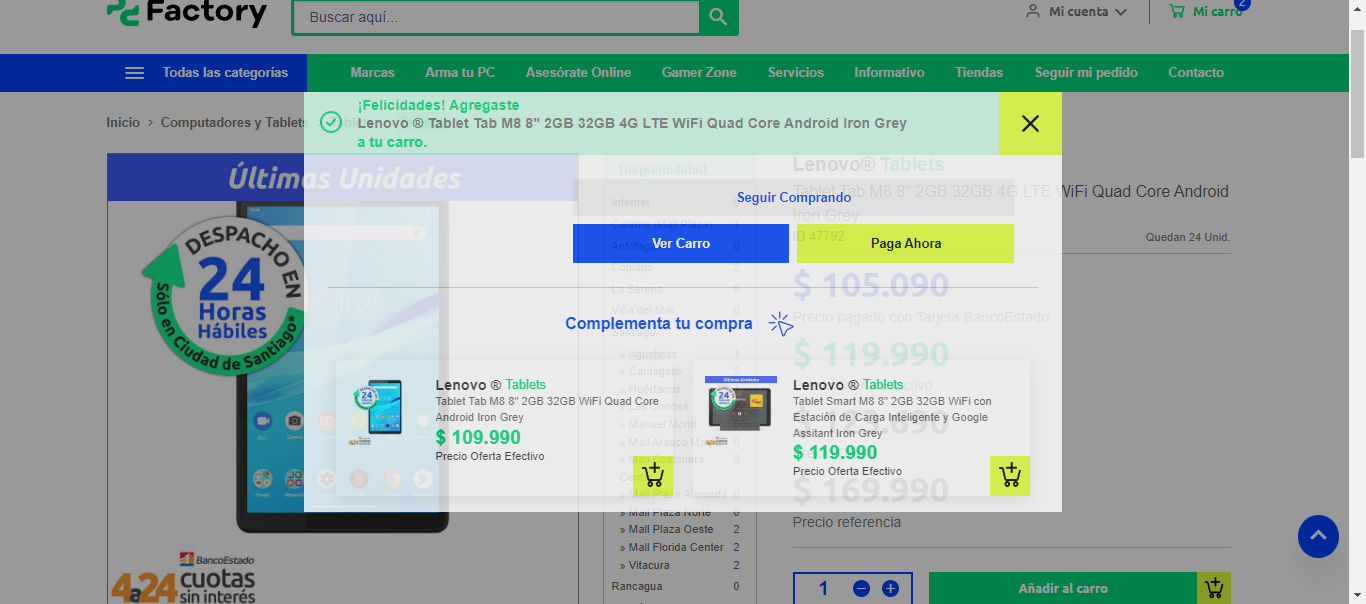 Factory
Buscar aquí...
Mi cuenta
Mi carro
2
Todas las categorías
Marcas
Arma tu PC
Asesórate Online
Gamer Zone
Servicios
Informativo
Tiendas
Seguir mi pedido
Contacto
Inicio > Computadores y Tablets
¡Felicidades! Agregaste
Lenovo ® Tablet Tab M8 8" 2GB 32GB 4G LTE WiFi Quad Core Android Iron Grey
a tu carro.
Últimas Unidades
DESPACHO EN
24
Horas
Hábiles
Sólo en Ciudad de Santiago*
BancoEstado
4a24 cuotas
sin interés
Seguir Comprando
Ver Carro
Paga Ahora
Complementa tu compra
Lenovo ® Tablets
Tablet Tab M8 8" 2GB 32GB WiFi Quad Core
Android Iron Grey
$ 109.990
Precio Oferta Efectivo
Últimas Unidades
Lenovo ® Tablets
Tablet Smart M8 8" 2GB 32GB WiFi con
Estación de Carga Inteligente y Google
Assitant Iron Grey
$ 119.990
Precio Oferta Efectivo
Disponibilidad
Internet
Calama (Mall Plaza) 1
Antofagasta 0
Copiapo 2
La Serena 0
Viña del Mar
Santiago
» Agustinas 1
» Cantagallo 2
» Huérfanos
» Las Condes
» Manuel Montt
» Mall Arauco Ma 0
» Mall Costanera 0
» Mall Plaza Alameda 0
» Mall Plaza Norte 0
» Mall Plaza Oeste 2
» Mall Florida Center 2
» Vitacura 2
Rancagua 0
Lenovo® Tablets
Tablet Tab M8 8" 2GB 32GB 4G LTE WiFi Quad Core Android
Iron Grey
ID 47792
Quedan 24 Unid.
$ 105.090
Precio pagado con Tarjeta BancoEstado
$ 119.990
$ 169.990
Precio referencia
1
Añadir al carro